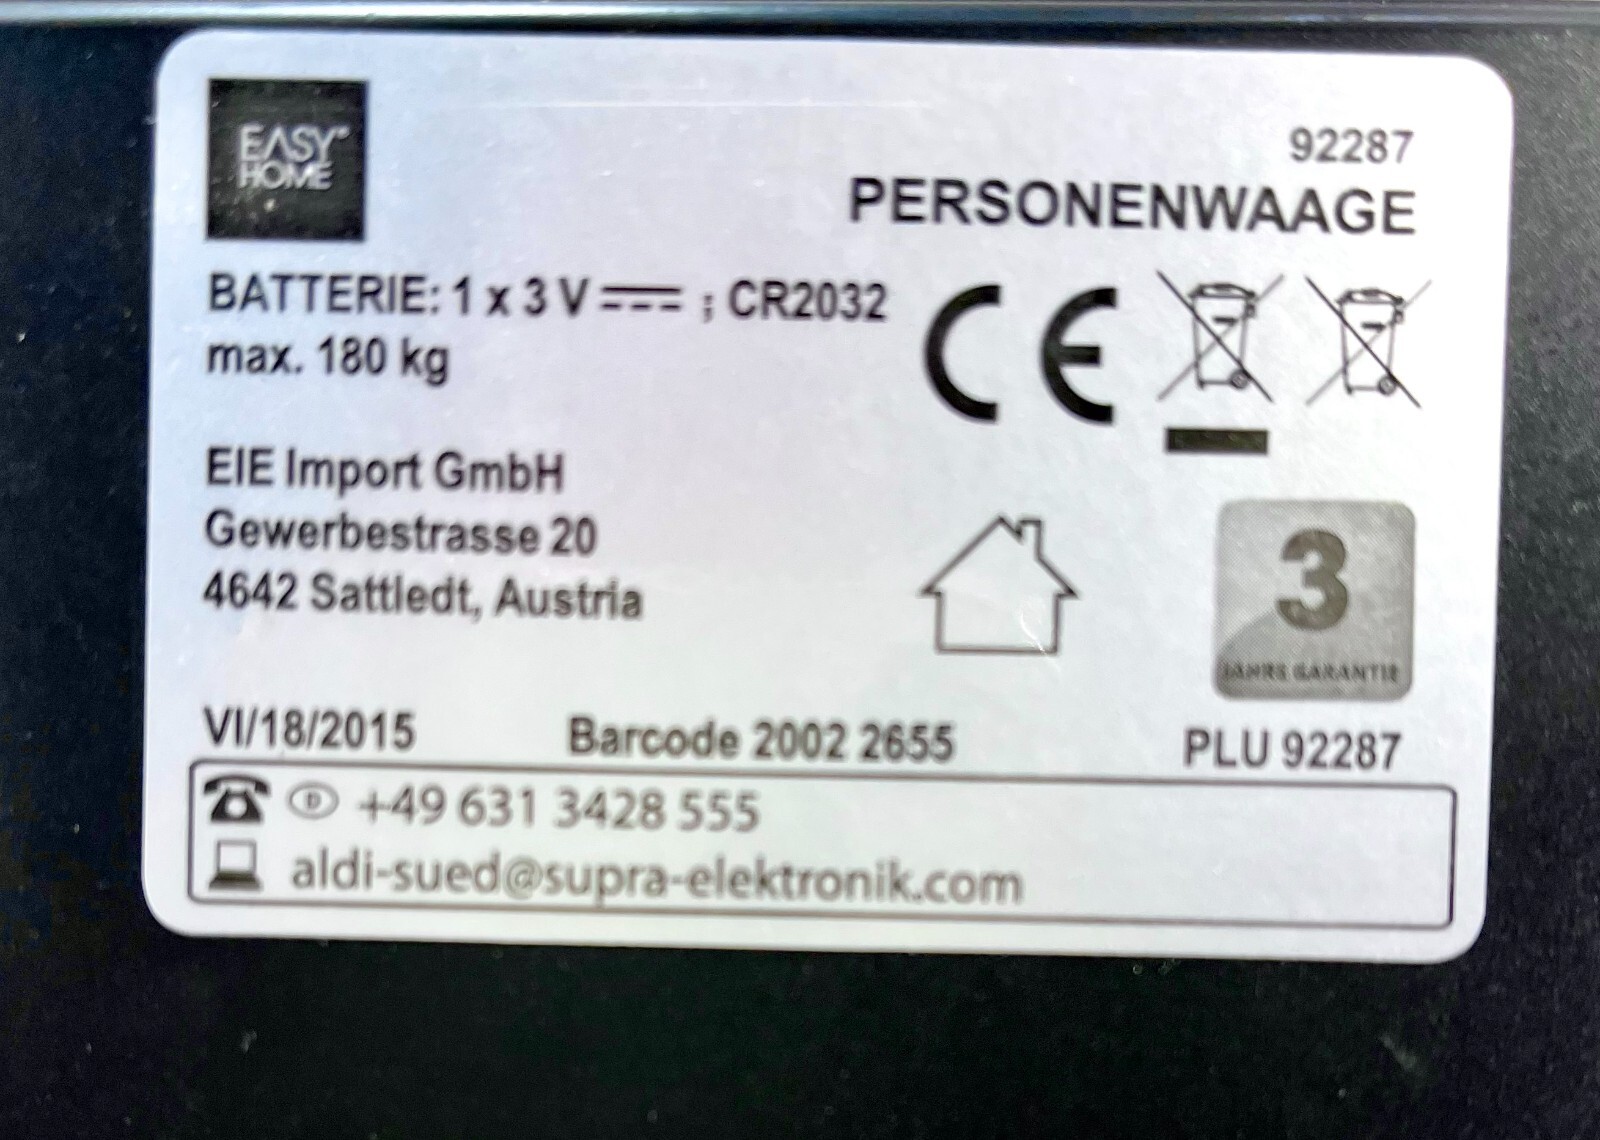 EASY®
HOME
92287
PERSONENWAAGE
BATTERIE: 1 x 3 V ⎓ ; CR2032
max. 180 kg
CE
EIE Import GmbH
Gewerbestrasse 20
4642 Sattledt, Austria
3
JAHRE GARANTIE
VI/18/2015
Barcode 2002 2655
PLU 92287
D +49 631 3428 555
aldi-sued@supra-elektronik.com